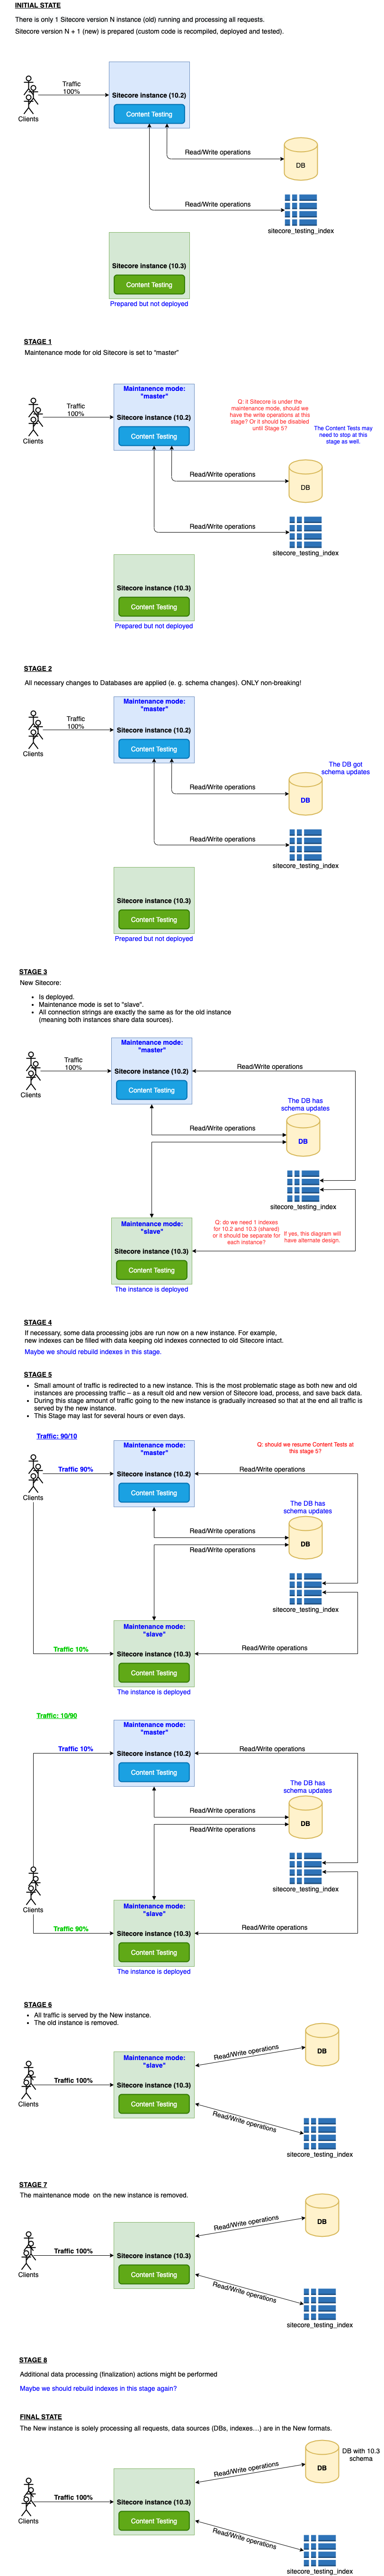 INITIAL STATE
There is only 1 Sitecore version N instance (old) running and processing all requests.
Sitecore version N + 1 (new) is prepared (custom code is recompiled, deployed and tested).
Traffic
100%
Clients
Sitecore instance (10.2)
Content Testing
Read/Write operations
DB
Read/Write operations
sitecore_testing_index
Sitecore instance (10.3)
Content Testing
Prepared but not deployed
STAGE 1
Maintenance mode for old Sitecore is set to "master"
Maintanence mode:
"master"
Traffic
100%
Clients
Sitecore instance (10.2)
Content Testing
Q: it Sitecore is under the
maintenance mode, should we
have the write operations at this
stage? Or it should be disabled
until Stage 5?
The Content Tests may
need to stop at this
stage as well.
Read/Write operations
DB
Read/Write operations
sitecore_testing_index
Sitecore instance (10.3)
Content Testing
Prepared but not deployed
STAGE 2
All necessary changes to Databases are applied (e. g. schema changes). ONLY non-breaking!
Maintenance mode:
"master"
Traffic
100%
Clients
Sitecore instance (10.2)
Content Testing
The DB got
schema updates
Read/Write operations
DB
Read/Write operations
sitecore_testing_index
Sitecore instance (10.3)
Content Testing
Prepared but not deployed
STAGE 3
New Sitecore:
• Is deployed.
• Maintenance mode is set to "slave".
• All connection strings are exactly the same as for the old instance
(meaning both instances share data sources).
Maintenance mode:
"master"
Traffic
100%
Clients
Sitecore instance (10.2)
Content Testing
Read/Write operations
The DB has
schema updates
Read/Write operations
DB
sitecore_testing_index
Maintenance mode:
"slave"
Sitecore instance (10.3)
Content Testing
The instance is deployed
Q: do we need 1 indexes
for 10.2 and 10.3 (shared)
or it should be separate for
each instance?
If yes, this diagram will
have alternate design.
STAGE 4
If necessary, some data processing jobs are run now on a new instance. For example,
new indexes can be filled with data keeping old indexes connected to old Sitecore intact.
Maybe we should rebuild indexes in this stage.
STAGE 5
• Small amount of traffic is redirected to a new instance. This is the most problematic stage as both new and old
instances are processing traffic – as a result old and new version of Sitecore load, process, and save back data.
• During this stage amount of traffic going to the new instance is gradually increased so that at the end all traffic is
served by the new instance.
• This Stage may last for several hours or even days.
Traffic: 90/10
Maintenance mode:
"master"
Q: should we resume Content Tests at
this stage 5?
Traffic 90%
Clients
Sitecore instance (10.2)
Content Testing
Read/Write operations
The DB has
schema updates
Read/Write operations
DB
Read/Write operations
sitecore_testing_index
Maintenance mode:
"slave"
Traffic 10%
Sitecore instance (10.3)
Content Testing
Read/Write operations
The instance is deployed
Traffic: 10/90
Maintenance mode:
"master"
Traffic 10%
Sitecore instance (10.2)
Content Testing
Read/Write operations
The DB has
schema updates
Read/Write operations
DB
Read/Write operations
sitecore_testing_index
Clients
Maintenance mode:
"slave"
Traffic 90%
Sitecore instance (10.3)
Content Testing
Read/Write operations
The instance is deployed
STAGE 6
• All traffic is served by the New instance.
• The old instance is removed.
Maintenance mode:
"slave"
Traffic 100%
Clients
Sitecore instance (10.3)
Content Testing
Read/Write operations
DB
Read/Write operations
sitecore_testing_index
STAGE 7
The maintenance mode on the new instance is removed.
Traffic 100%
Clients
Sitecore instance (10.3)
Content Testing
Read/Write operations
DB
Read/Write operations
sitecore_testing_index
STAGE 8
Additional data processing (finalization) actions might be performed
Maybe we should rebuild indexes in this stage again?
FINAL STATE
The New instance is solely processing all requests, data sources (DBs, indexes…) are in the New formats.
Traffic 100%
Clients
Sitecore instance (10.3)
Content Testing
Read/Write operations
DB
DB with 10.3
schema
Read/Write operations
sitecore_testing_index